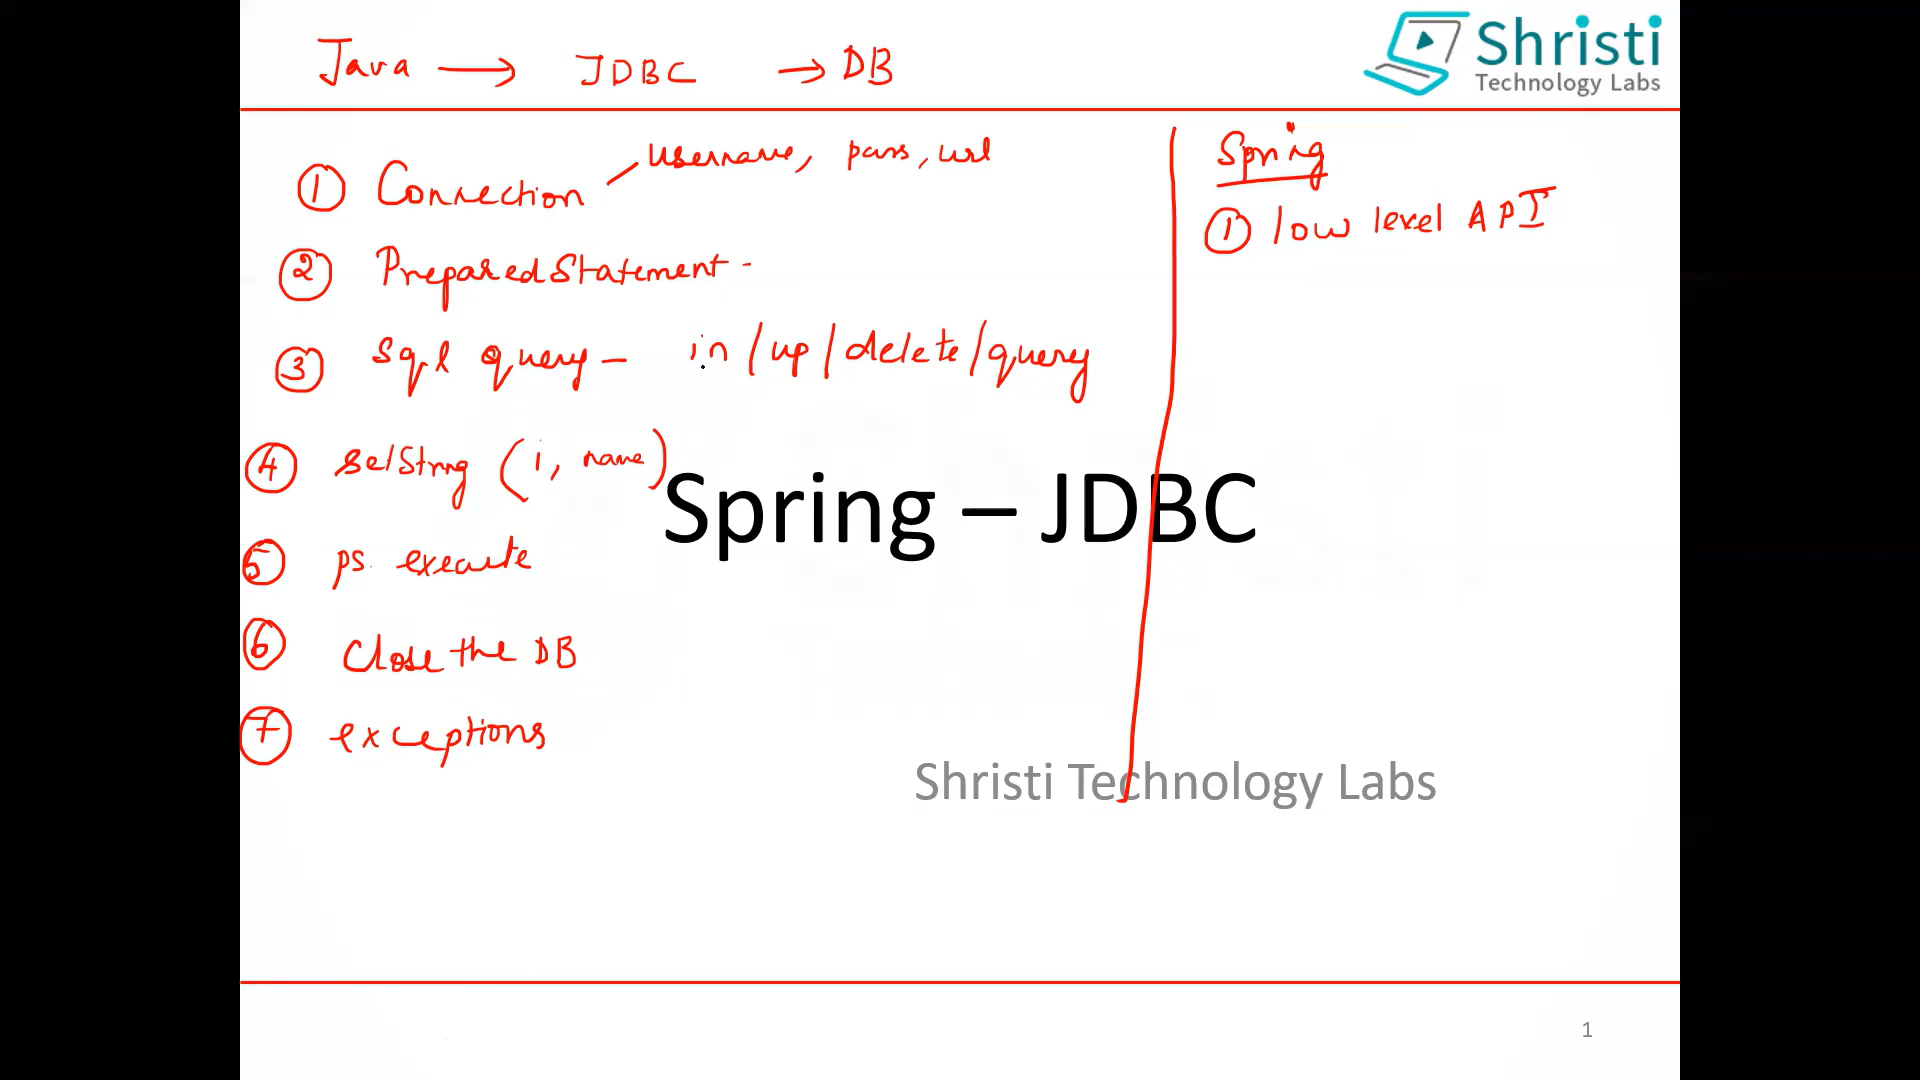 Java → JDBC → DB
Shristi
Technology Labs
① Connection username, pass, url
② PreparedStatement -
③ Sql query - in/up/delete/query
④ setString (1, name)
⑤ ps. execute
⑥ Close the DB
⑦ exceptions
Spring
① low level API
Spring – JDBC
Shristi Technology Labs
1